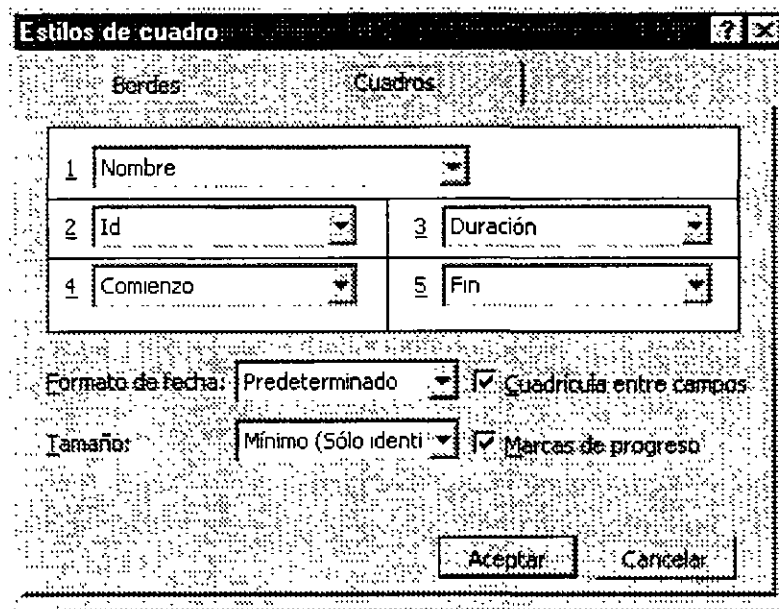 Estilos de cuadro
Bordes Cuadros
1 Nombre
2 Id 3 Duración
4 Comienzo 5 Fin
Formato de fecha: Predeterminado Cuadrícula entre campos
Tamaño: Mínimo (Sólo identi Marcas de progreso
Aceptar Cancelar